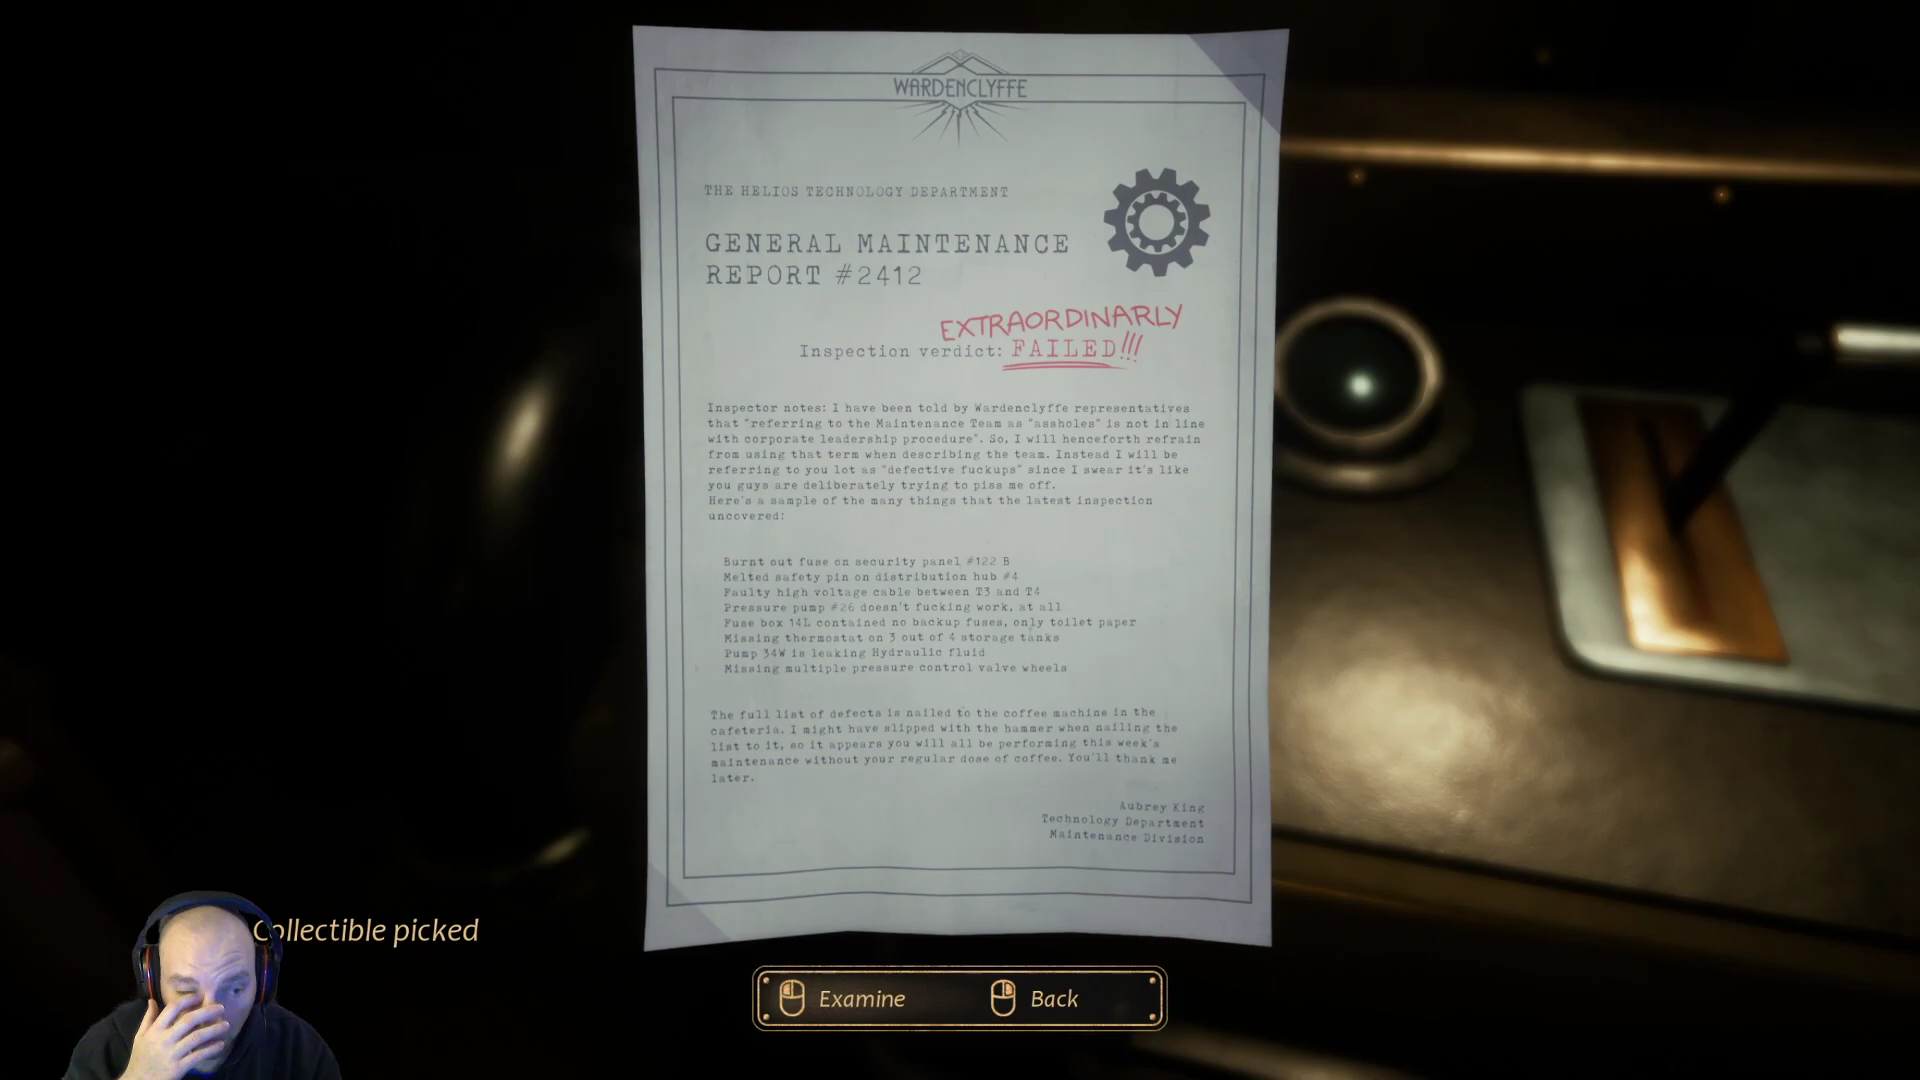 WARDENCLYFFE
THE HELIOS TECHNOLOGY DEPARTMENT
GENERAL MAINTENANCE
REPORT #2412
EXTRAORDINARLY
Inspection verdict: FAILED!!!
Inspector notes: I have been told by Wardenclyffe representatives
that "referring to the Maintenance Team as "assholes" is not in line
with corporate leadership procedure". So, I will henceforth refrain
from using that term when describing the team. Instead I will be
referring to you lot as "defective fuckups" since I swear it's like
you guys are deliberately trying to piss me off.
Here's a sample of the many things that the latest inspection
uncovered:
Burnt out fuse on security panel #122 B
Melted safety pin on distribution hub #4
Faulty high voltage cable between T3 and T4
Pressure pump #26 doesn't fucking work, at all
Fuse box 14L contained no backup fuses, only toilet paper
Missing thermostat on 3 out of 4 storage tanks
Pump 34W is leaking Hydraulic fluid
Missing multiple pressure control valve wheels
The full list of defects is nailed to the coffee machine in the
cafeteria. I might have slipped with the hammer when nailing the
list to it, so it appears you will all be performing this week's
maintenance without your regular dose of coffee. You'll thank me
later.
Aubrey King
Technology Department
Maintenance Division
Collectible picked
Examine
Back